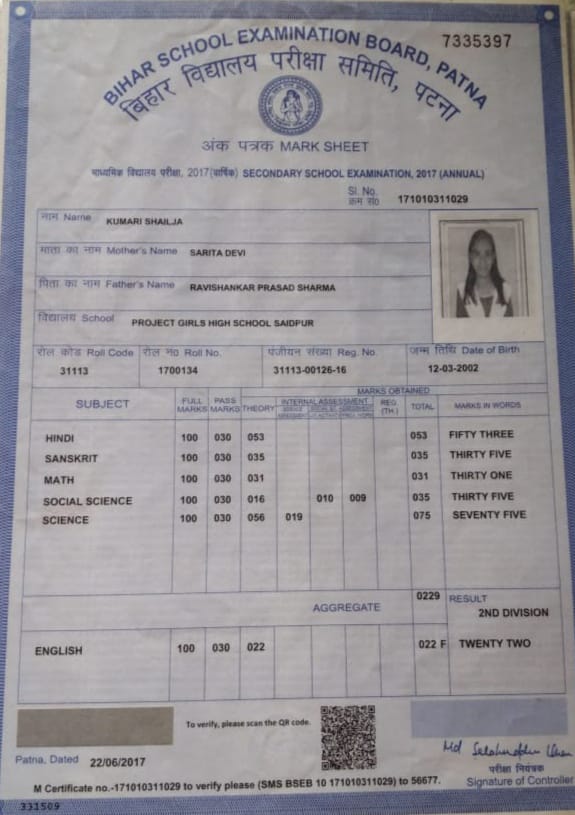 7335397
BIHAR SCHOOL EXAMINATION BOARD, PATNA
बिहार विद्यालय परीक्षा समिति, पटना
अंक पत्रक MARK SHEET
माध्यमिक विद्यालय परीक्षा, 2017(वार्षिक) SECONDARY SCHOOL EXAMINATION, 2017 (ANNUAL)
Sl. No.
क्रम सं० 171010311029
नाम Name KUMARI SHAILJA
माता का नाम Mother's Name SARITA DEVI
पिता का नाम Father's Name RAVISHANKAR PRASAD SHARMA
विद्यालय School PROJECT GIRLS HIGH SCHOOL SAIDPUR
रोल कोड Roll Code रोल न० Roll No. पंजीयन संख्या Reg. No. जन्म तिथि Date of Birth
31113 1700134 31113-00126-16 12-03-2002
MARKS OBTAINED
SUBJECT FULL MARKS PASS MARKS THEORY INTERNAL ASSESSMENT REG. (TH.) TOTAL MARKS IN WORDS
HINDI 100 030 053 053 FIFTY THREE
SANSKRIT 100 030 035 035 THIRTY FIVE
MATH 100 030 031 031 THIRTY ONE
SOCIAL SCIENCE 100 030 016 010 009 035 THIRTY FIVE
SCIENCE 100 030 056 019 075 SEVENTY FIVE
AGGREGATE 0229 RESULT
2ND DIVISION
ENGLISH 100 030 022 022 F TWENTY TWO
To verify, please scan the QR code.
Patna, Dated 22/06/2017
परीक्षा नियंत्रक
Signature of Controller
M Certificate no.-171010311029 to verify please (SMS BSEB 10 171010311029) to 56677.
331509